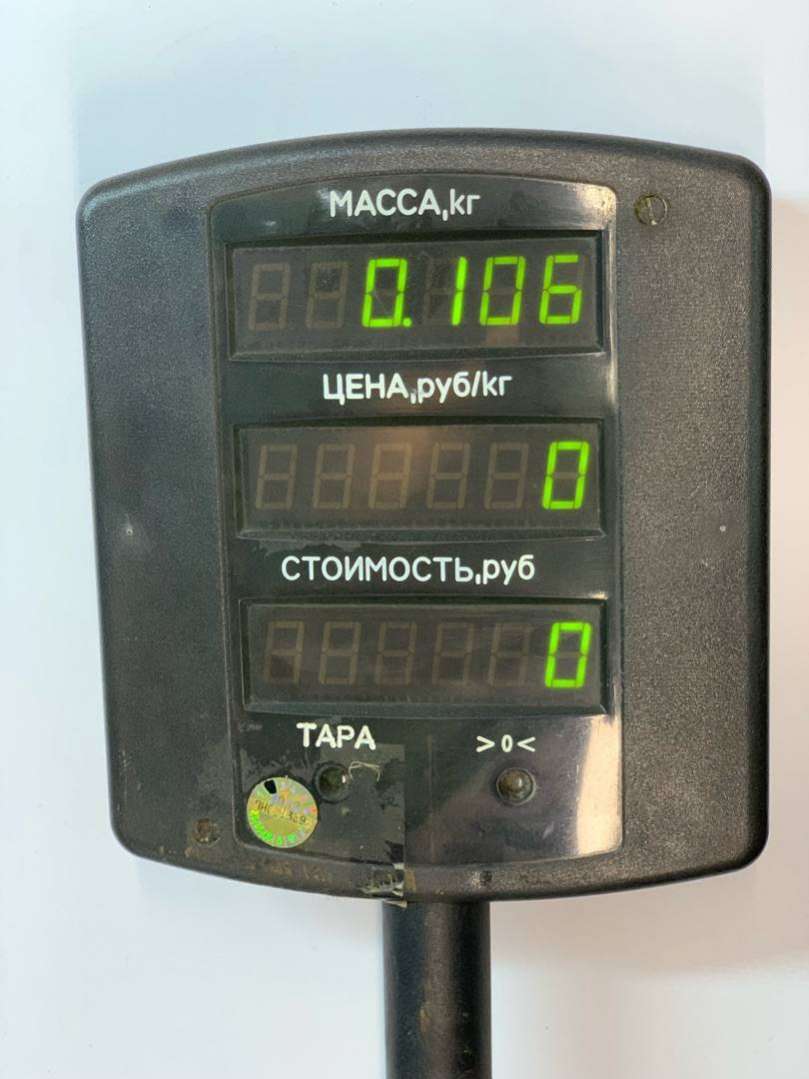 МАССА,кг
0.106
ЦЕНА,руб/кг
0
СТОИМОСТЬ,руб
0
ТАРА >0<